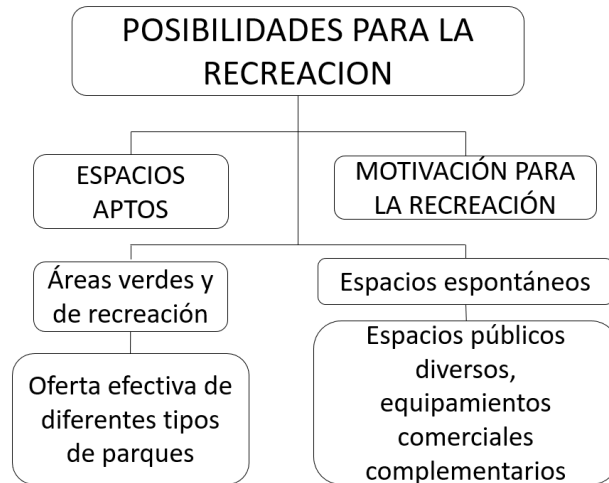 POSIBILIDADES PARA LA
RECREACION
ESPACIOS
APTOS
MOTIVACIÓN PARA
LA RECREACIÓN
Áreas verdes y
de recreación
Espacios espontáneos
Oferta efectiva de
diferentes tipos
de parques
Espacios públicos
diversos,
equipamientos
comerciales
complementarios